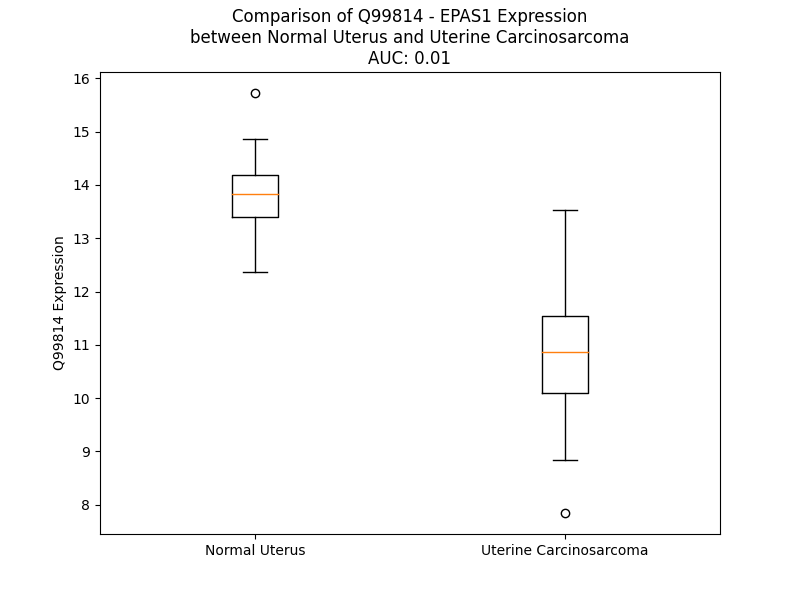 Comparison of Q99814 - EPAS1 Expression
between Normal Uterus and Uterine Carcinosarcoma
AUC: 0.01
16
15
14
13
12
11
10
9
8
Q99814 Expression
Normal Uterus
Uterine Carcinosarcoma